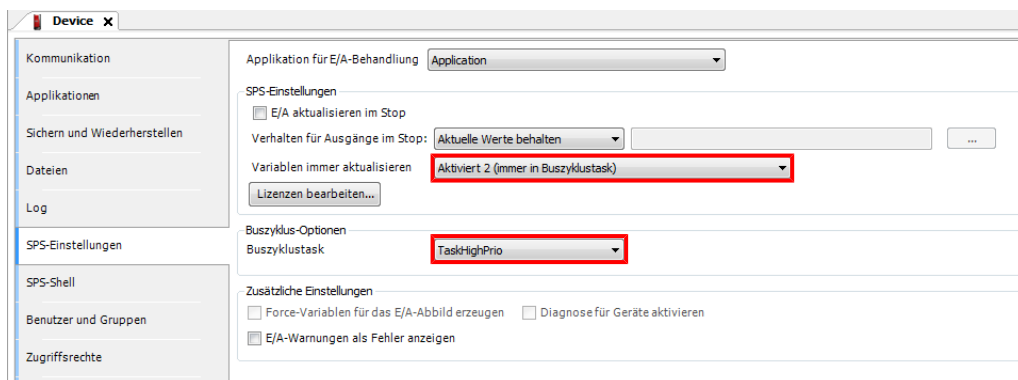 Device
Kommunikation
Applikationen
Sichern und Wiederherstellen
Dateien
Log
SPS-Einstellungen
SPS-Shell
Benutzer und Gruppen
Zugriffsrechte
Applikation für E/A-Behandlung Application
SPS-Einstellungen
E/A aktualisieren im Stop
Verhalten für Ausgänge im Stop: Aktuelle Werte behalten ...
Variablen immer aktualisieren Aktiviert 2 (immer in Buszyklustask)
Lizenzen bearbeiten...
Buszyklus-Optionen
Buszyklustask TaskHighPrio
Zusätzliche Einstellungen
Force-Variablen für das E/A-Abbild erzeugen Diagnose für Geräte aktivieren
E/A-Warnungen als Fehler anzeigen